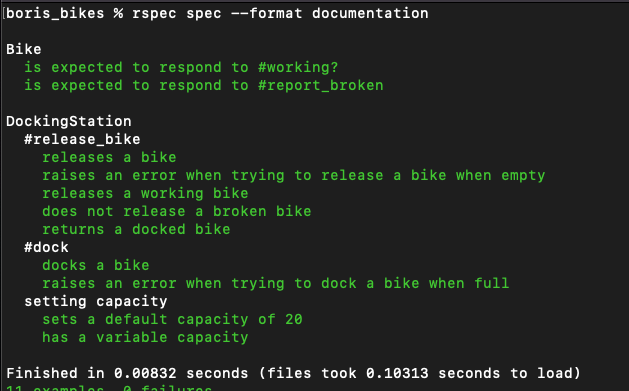 boris_bikes % rspec spec --format documentation
Bike
is expected to respond to #working?
is expected to respond to #report_broken
DockingStation
#release_bike
releases a bike
raises an error when trying to release a bike when empty
releases a working bike
does not release a broken bike
returns a docked bike
#dock
docks a bike
raises an error when trying to dock a bike when full
setting capacity
sets a default capacity of 20
has a variable capacity
Finished in 0.00832 seconds (files took 0.10313 seconds to load)
11 examples, 0 failures